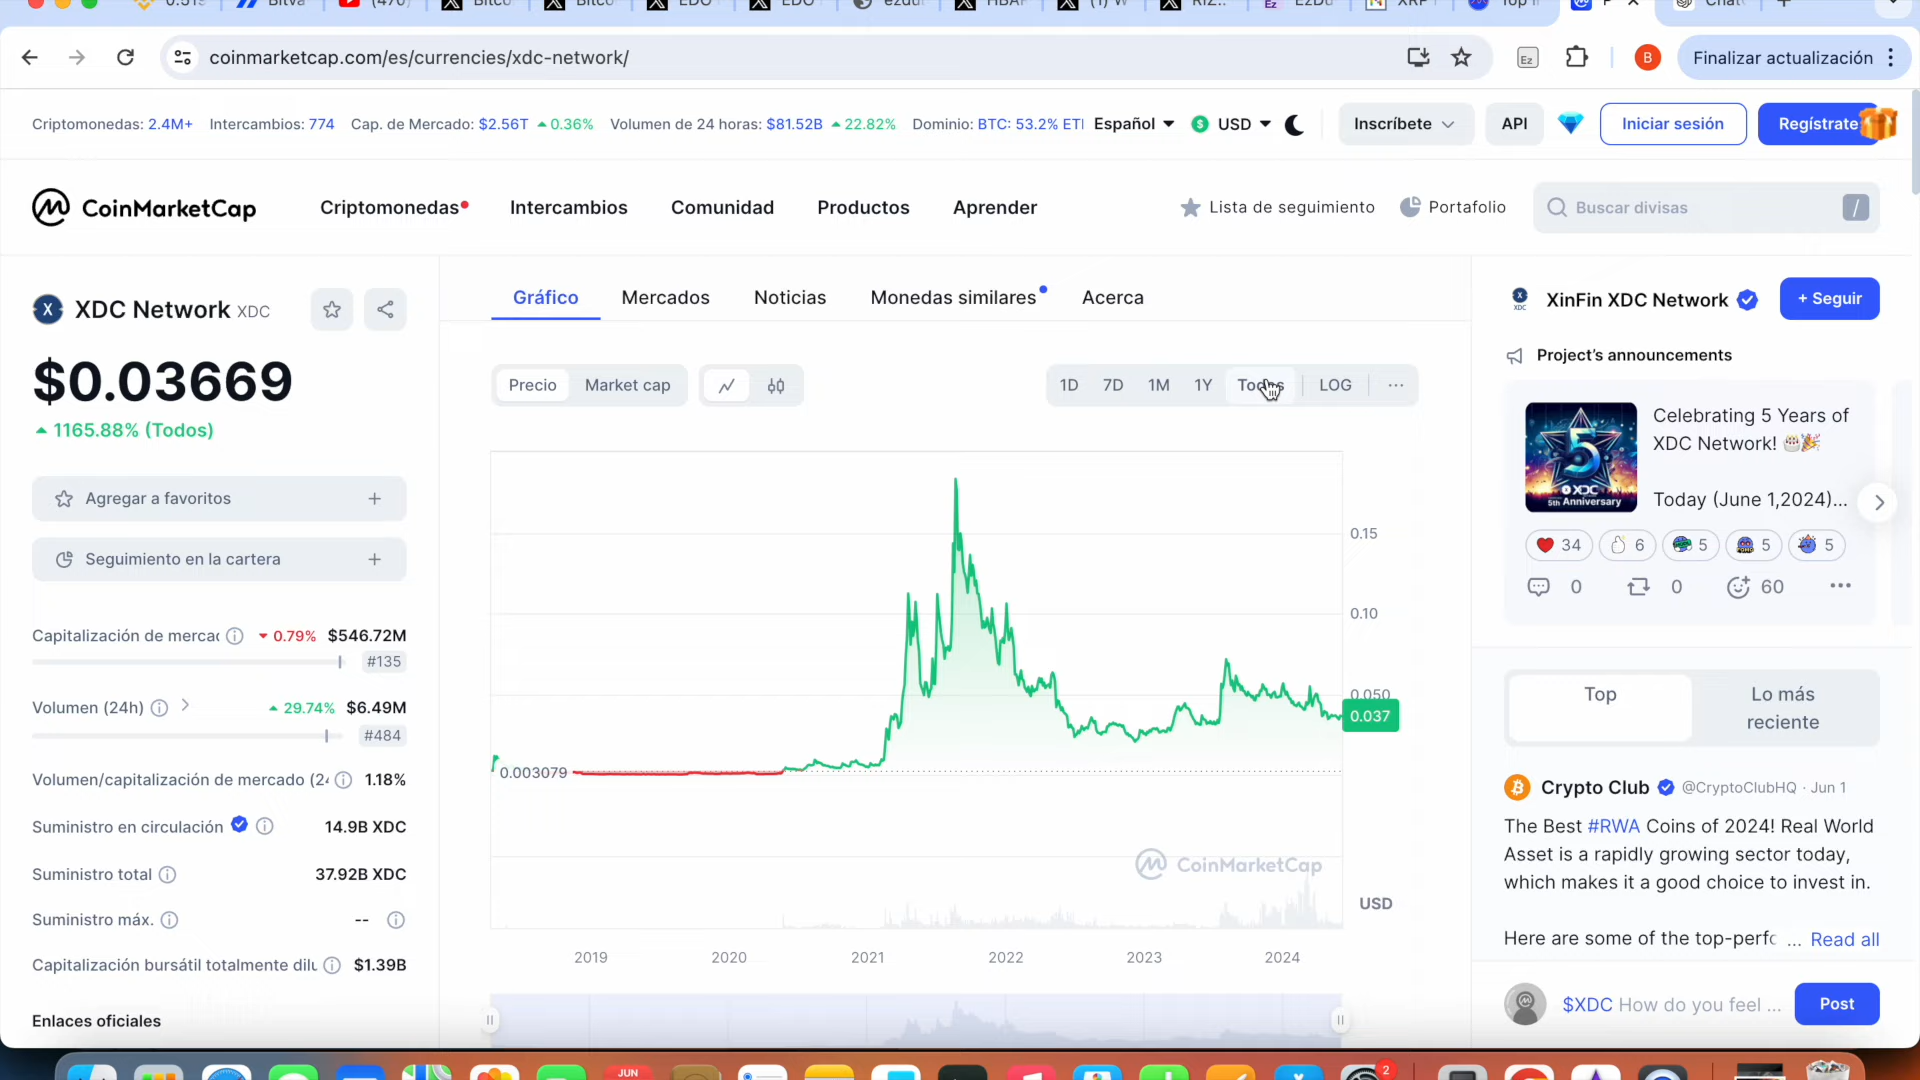 (470)
coinmarketcap.com/es/currencies/xdc-network/
Ez
B
Finalizar actualización
Criptomonedas: 2.4M+ Intercambios: 774 Cap. de Mercado: $2.56T 0.36% Volumen de 24 horas: $81.52B 22.82% Dominio: BTC: 53.2% ETI
Español USD Inscríbete API Iniciar sesión Regístrate
CoinMarketCap Criptomonedas Intercambios Comunidad Productos Aprender Lista de seguimiento Portafolio Buscar divisas /
XDC Network XDC
$0.03669
1165.88% (Todos)
Agregar a favoritos +
Seguimiento en la cartera +
Capitalización de mercac 0.79% $546.72M
#135
Volumen (24h) 29.74% $6.49M
#484
Volumen/capitalización de mercado (24 1.18%
Suministro en circulación 14.9B XDC
Suministro total 37.92B XDC
Suministro máx. --
Capitalización bursátil totalmente dilu $1.39B
Enlaces oficiales
Gráfico Mercados Noticias Monedas similares Acerca
Precio Market cap 1D 7D 1M 1Y Todos LOG ...
0.15
0.10
0.050
0.037
0.003079
CoinMarketCap
USD
2019 2020 2021 2022 2023 2024
XinFin XDC Network + Seguir
Project's announcements
Celebrating 5 Years of
XDC Network! 🎂🎉
Today (June 1,2024)...
5
XDC
5th Anniversary
34 6 5 5 5
0 0 60 ...
Top Lo más
reciente
Crypto Club @CryptoClubHQ · Jun 1
The Best #RWA Coins of 2024! Real World
Asset is a rapidly growing sector today,
which makes it a good choice to invest in.
Here are some of the top-perfc ... Read all
$XDC How do you feel ... Post
JUN
2